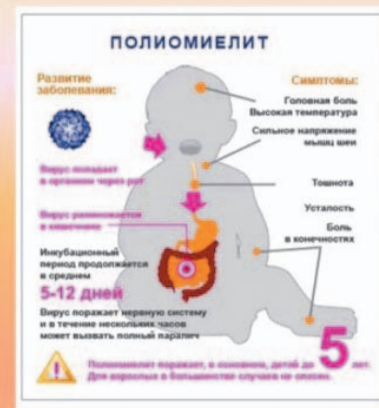 ПОЛИОМИЕЛИТ
Развитие
заболевания:
Вирус попадает
в организм через рот
Вирус размножается
в кишечнике
Инкубационный
период продолжается
в среднем
5-12 дней
Вирус поражает нервную систему
и в течение нескольких часов
может вызвать полный паралич
Симптомы:
Головная боль
Высокая температура
Сильное напряжение
мышц шеи
Тошнота
Усталость
Боль
в конечностях
Полиомиелит поражает, в основном, детей до 5 лет.
Для взрослых в большинстве случаев не опасен.